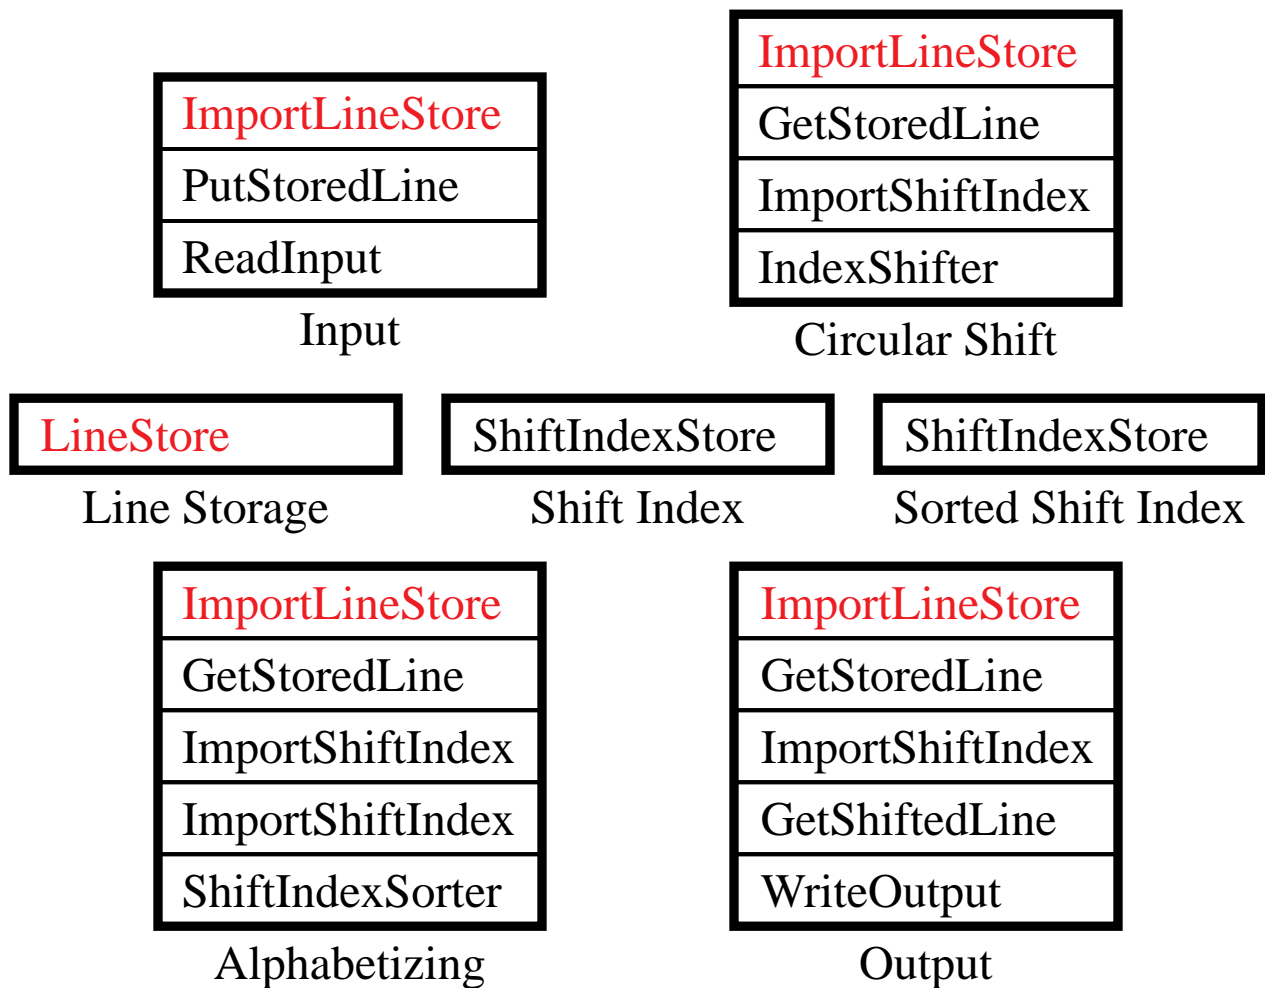 ImportLineStore
PutStoredLine
ReadInput
Input
ImportLineStore
GetStoredLine
ImportShiftIndex
IndexShifter
Circular Shift
LineStore
Line Storage
ShiftIndexStore
Shift Index
ShiftIndexStore
Sorted Shift Index
ImportLineStore
GetStoredLine
ImportShiftIndex
ImportShiftIndex
ShiftIndexSorter
Alphabetizing
ImportLineStore
GetStoredLine
ImportShiftIndex
GetShiftedLine
WriteOutput
Output